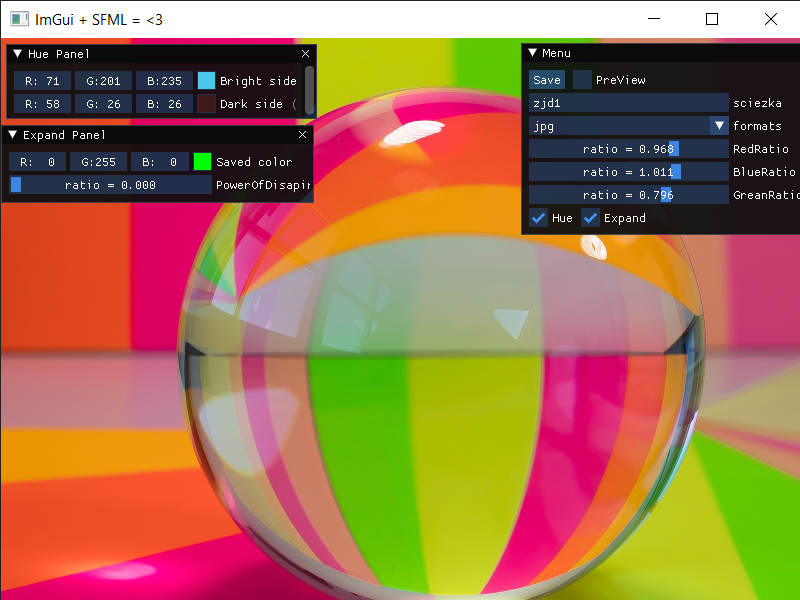 ImGui + SFML = <3
Hue Panel
R: 71 G:201 B:235 Bright side
R: 58 G: 26 B: 26 Dark side (
Expand Panel
R: 0 G:255 B: 0 Saved color
ratio = 0.000 PowerOfDisapin
Menu
Save PreView
zjd1 sciezka
jpg formats
ratio = 0.968 RedRatio
ratio = 1.011 BlueRatio
ratio = 0.796 GreanRatio
Hue Expand